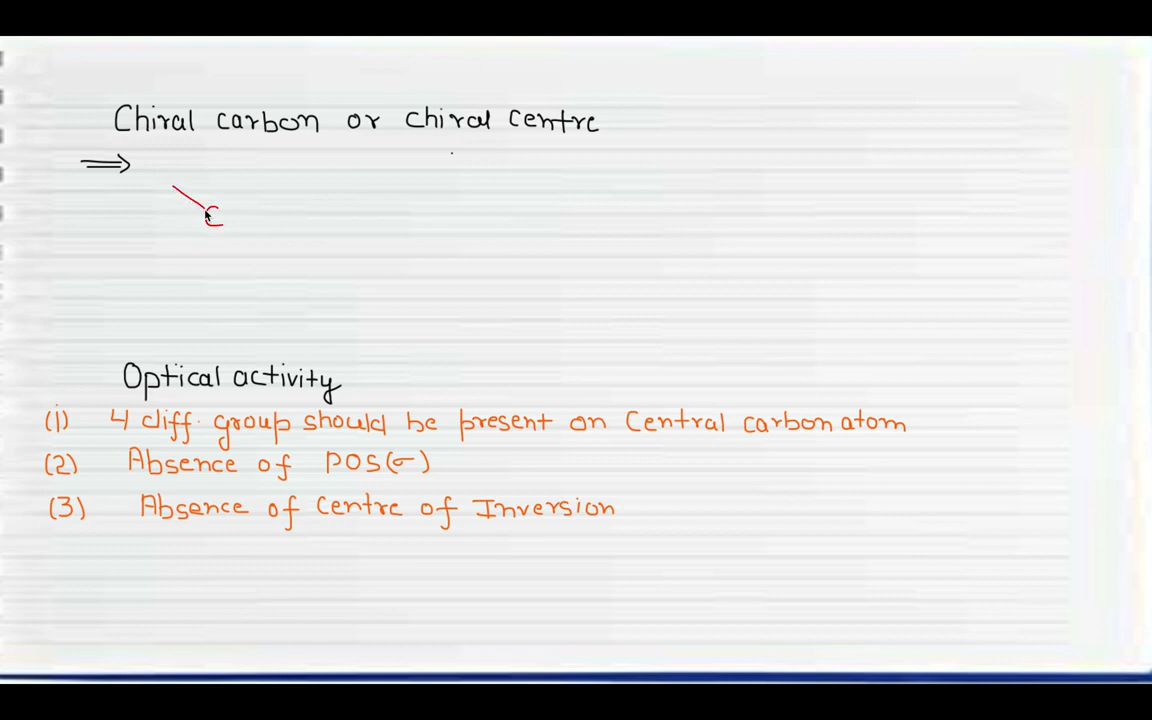 Chiral carbon or chiral centre
⟹
C
Optical activity
(1) 4 diff. group should be present on Central carbon atom
(2) Absence of POS(σ)
(3) Absence of Centre of Inversion